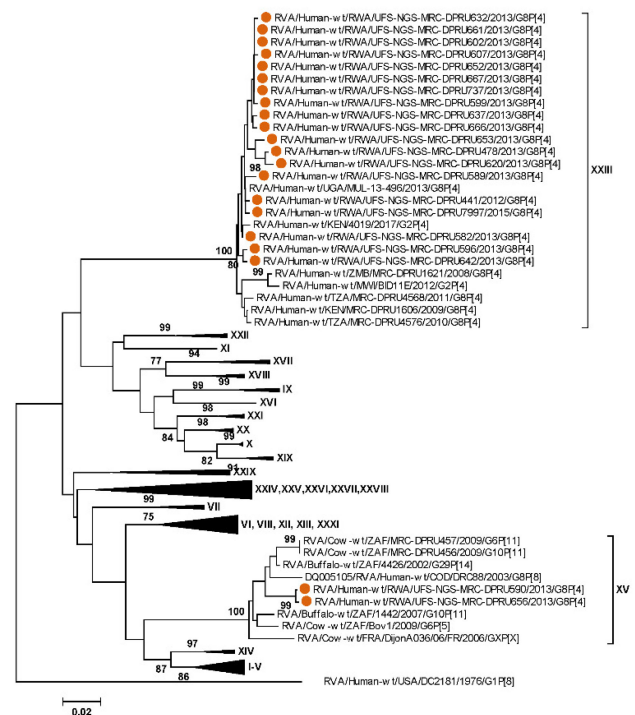 RVA/Human-wt/RWA/UFS-NGS-MRC-DPRU632/2013/G8P[4]
RVA/Human-wt/RWA/UFS-NGS-MRC-DPRU661/2013/G8P[4]
RVA/Human-wt/RWA/UFS-NGS-MRC-DPRU602/2013/G8P[4]
RVA/Human-wt/RWA/UFS-NGS-MRC-DPRU607/2013/G8P[4]
RVA/Human-wt/RWA/UFS-NGS-MRC-DPRU652/2013/G8P[4]
RVA/Human-wt/RWA/UFS-NGS-MRC-DPRU667/2013/G8P[4]
RVA/Human-wt/RWA/UFS-NGS-MRC-DPRU737/2013/G8P[4]
RVA/Human-wt/RWA/UFS-NGS-MRC-DPRU599/2013/G8P[4]
RVA/Human-wt/RWA/UFS-NGS-MRC-DPRU637/2013/G8P[4]
RVA/Human-wt/RWA/UFS-NGS-MRC-DPRU666/2013/G8P[4]
RVA/Human-wt/RWA/UFS-NGS-MRC-DPRU653/2013/G8P[4]
RVA/Human-wt/RWA/UFS-NGS-MRC-DPRU478/2013/G8P[4]
XXIII
RVA/Human-wt/RWA/UFS-NGS-MRC-DPRU620/2013/G8P[4]
98
RVA/Human-wt/RWA/UFS-NGS-MRC-DPRU589/2013/G8P[4]
RVA/Human-wt/UGA/MUL-13-496/2013/G8P[4]
RVA/Human-wt/RWA/UFS-NGS-MRC-DPRU441/2012/G8P[4]
RVA/Human-wt/RWA/UFS-NGS-MRC-DPRU7997/2015/G8P[4]
RVA/Human-wt/KEN/4019/2017/G2P[4]
RVA/Human-wt/RWA/UFS-NGS-MRC-DPRU582/2013/G8P[4]
100
RVA/Human-wt/RWA/UFS-NGS-MRC-DPRU596/2013/G8P[4]
80
RVA/Human-wt/RWA/UFS-NGS-MRC-DPRU642/2013/G8P[4]
99
RVA/Human-wt/ZMB/MRC-DPRU1621/2008/G8P[4]
RVA/Human-wt/MWI/BID11E/2012/G2P[4]
RVA/Human-wt/TZA/MRC-DPRU4568/2011/G8P[4]
RVA/Human-wt/KEN/MRC-DPRU1606/2009/G8P[4]
RVA/Human-wt/TZA/MRC-DPRU4576/2010/G8P[4]
99
XXII
XI
94
77
XVII
XVIII
99
99
IX
XVI
98
XXI
98
XX
84
99
X
82
XIX
91
XXIX
XXIV,XXV,XXVI,XXVII,XXVIII
99
VII
75
VI, VIII, XII, XIII, XXXI
99
RVA/Cow-wt/ZAF/MRC-DPRU457/2009/G6P[11]
RVA/Cow-wt/ZAF/MRC-DPRU456/2009/G10P[11]
RVA/Buffalo-wt/ZAF/4426/2002/G29P[14]
DQ005105/RVA/Human-wt/COD/DRC88/2003/G8P[8]
RVA/Human-wt/RWA/UFS-NGS-MRC-DPRU590/2013/G8P[4]
XV
99
RVA/Human-wt/RWA/UFS-NGS-MRC-DPRU656/2013/G8P[4]
100
RVA/Buffalo-wt/ZAF/1442/2007/G10P[11]
RVA/Cow-wt/ZAF/Bov1/2009/G6P[5]
RVA/Cow-wt/FRA/DijonA036/06/FR/2006/GXP[X]
97
XIV
87
I-V
86
RVA/Human-wt/USA/DC2181/1976/G1P[8]
0.02